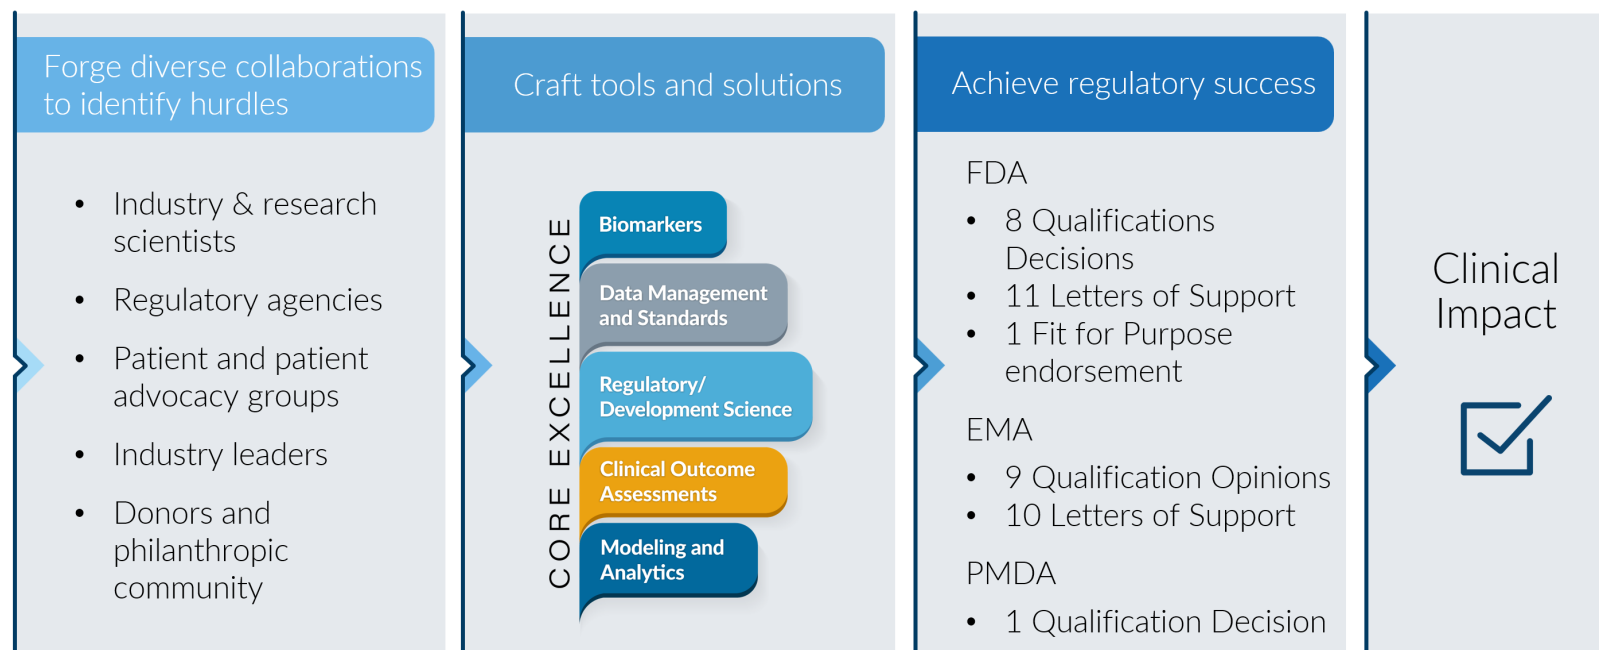 Forge diverse collaborations
to identify hurdles
• Industry & research
scientists
• Regulatory agencies
• Patient and patient
advocacy groups
• Industry leaders
• Donors and
philanthropic
community
Craft tools and solutions
CORE EXCELLENCE
Biomarkers
Data Management
and Standards
Regulatory/
Development Science
Clinical Outcome
Assessments
Modeling and
Analytics
Achieve regulatory success
FDA
• 8 Qualifications
Decisions
• 11 Letters of Support
• 1 Fit for Purpose
endorsement
EMA
• 9 Qualification Opinions
• 10 Letters of Support
PMDA
• 1 Qualification Decision
Clinical
Impact